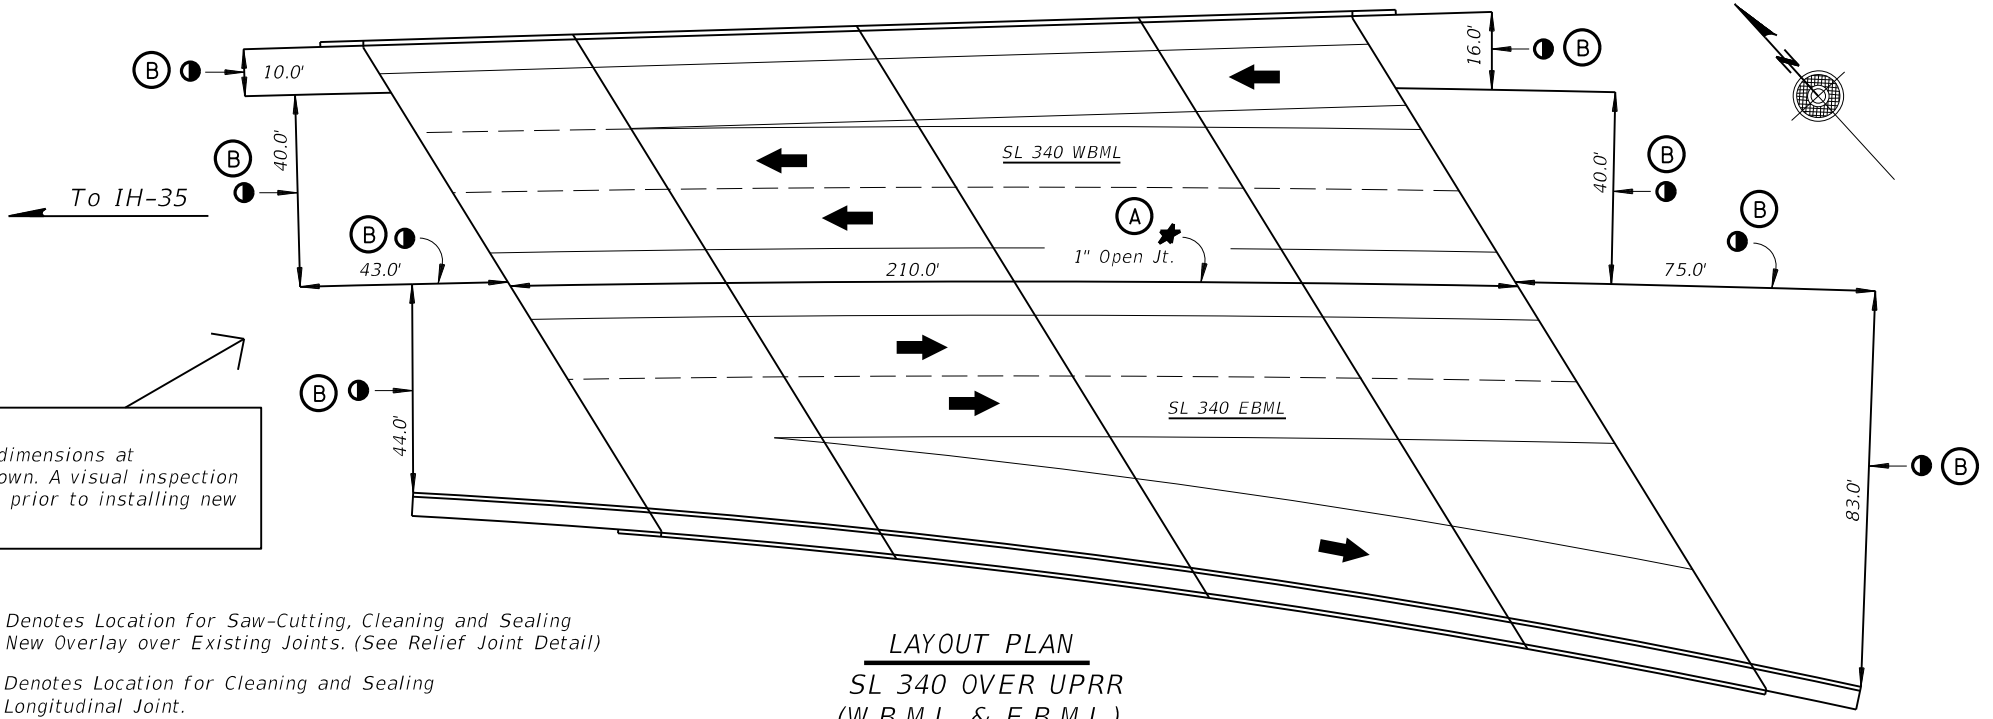 B
10.0'
16.0'
B
N
B
40.0'
SL 340 WBML
40.0'
B
To IH-35
B
43.0'
210.0'
A
1" Open Jt.
B
75.0'
B
44.0'
SL 340 EBML
83.0'
B
dimensions at
own. A visual inspection
prior to installing new
Denotes Location for Saw-Cutting, Cleaning and Sealing
New Overlay over Existing Joints. (See Relief Joint Detail)
Denotes Location for Cleaning and Sealing
Longitudinal Joint.
LAYOUT PLAN
SL 340 OVER UPRR
(W.B.M.L. & E.B.M.L.)